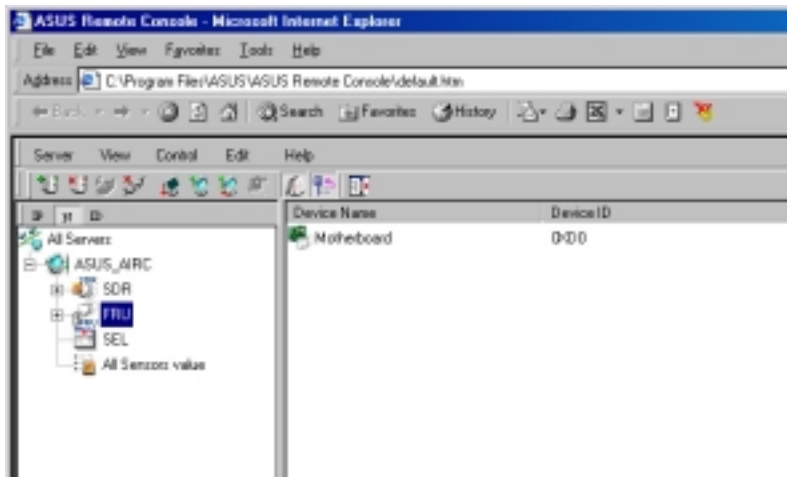 ASUS Remote Console - Microsoft Internet Explorer
File Edit View Favorites Tools Help
Address C:\Program Files\ASUS\ASUS Remote Console\default.htm
Back Search Favorites History
Server View Control Edit Help
Device Name Device ID
All Servers Motherboard 0X00
ASUS_AIRC
SDR
FRU
SEL
All Sensors value